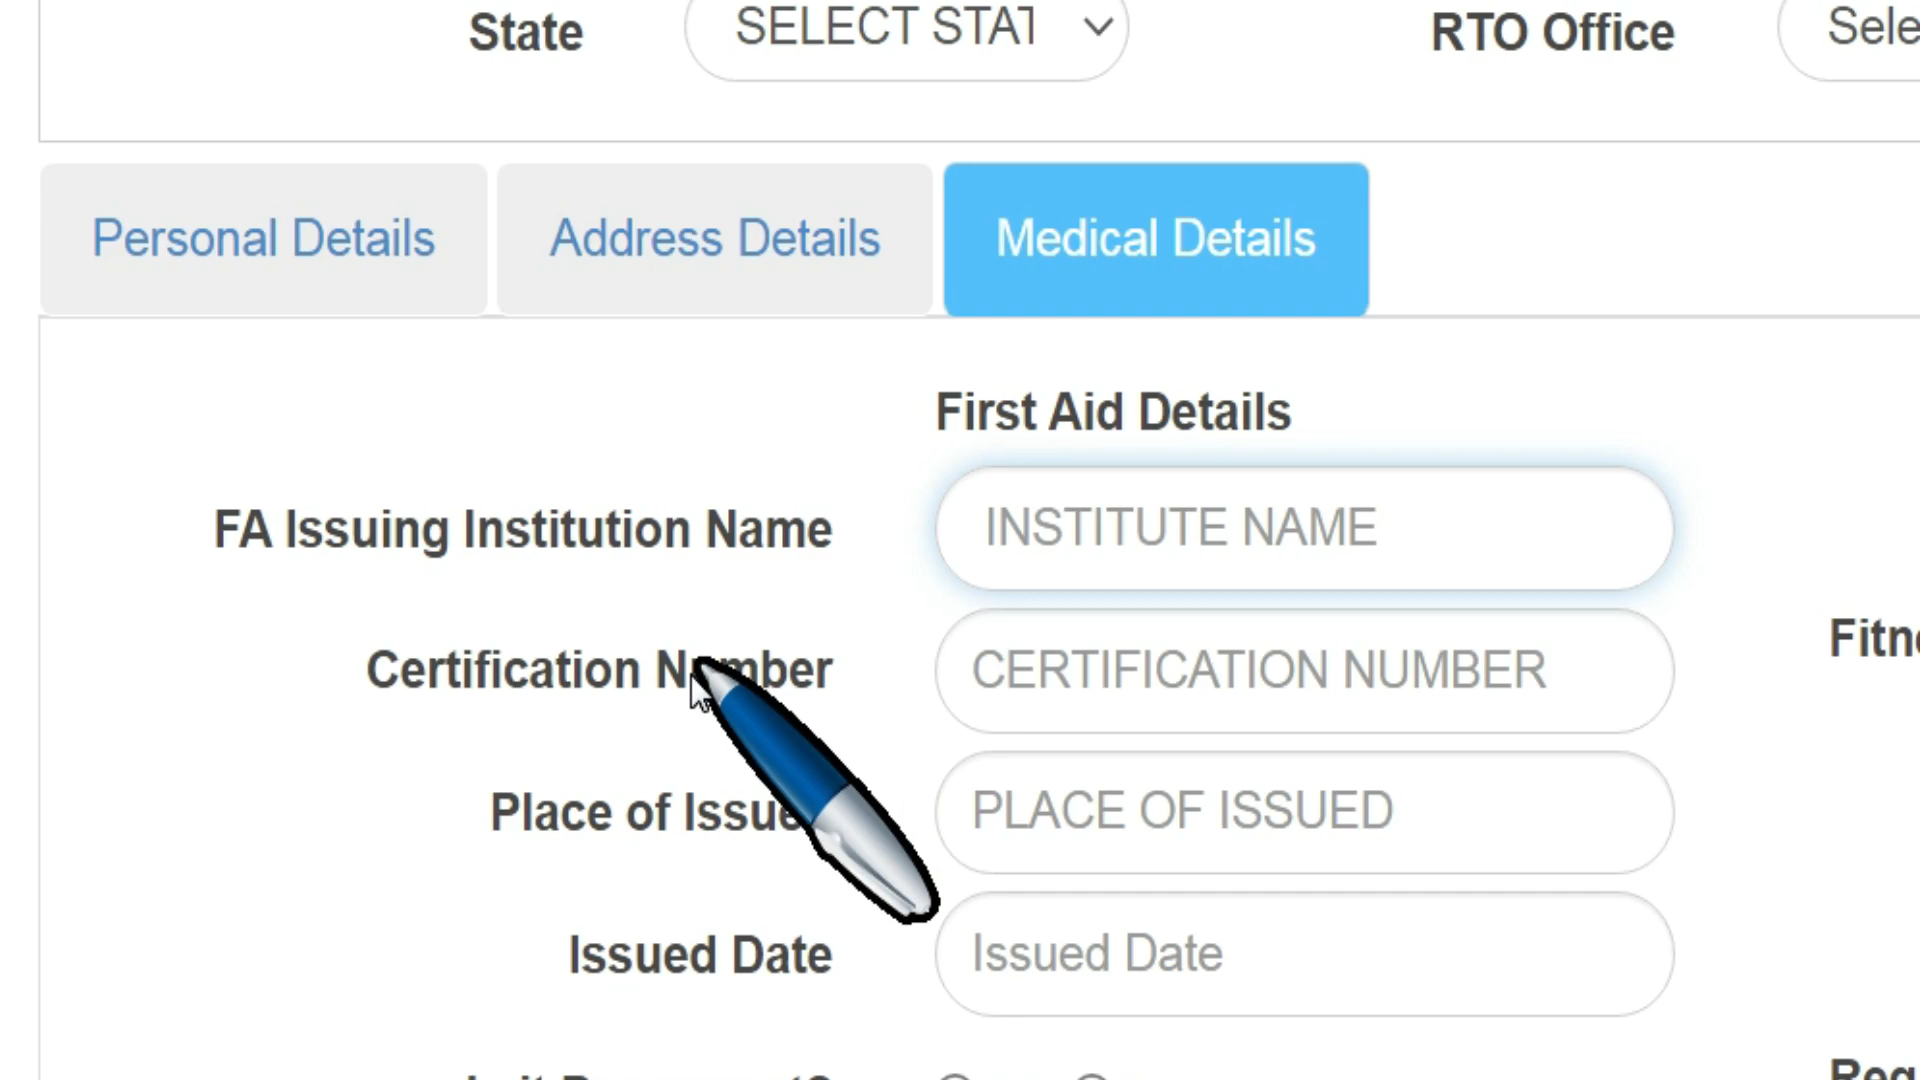 State SELECT STAT RTO Office Sele
Personal Details Address Details Medical Details
First Aid Details
FA Issuing Institution Name INSTITUTE NAME
Certification Number CERTIFICATION NUMBER
Fitne
Place of Issue PLACE OF ISSUED
Issued Date Issued Date